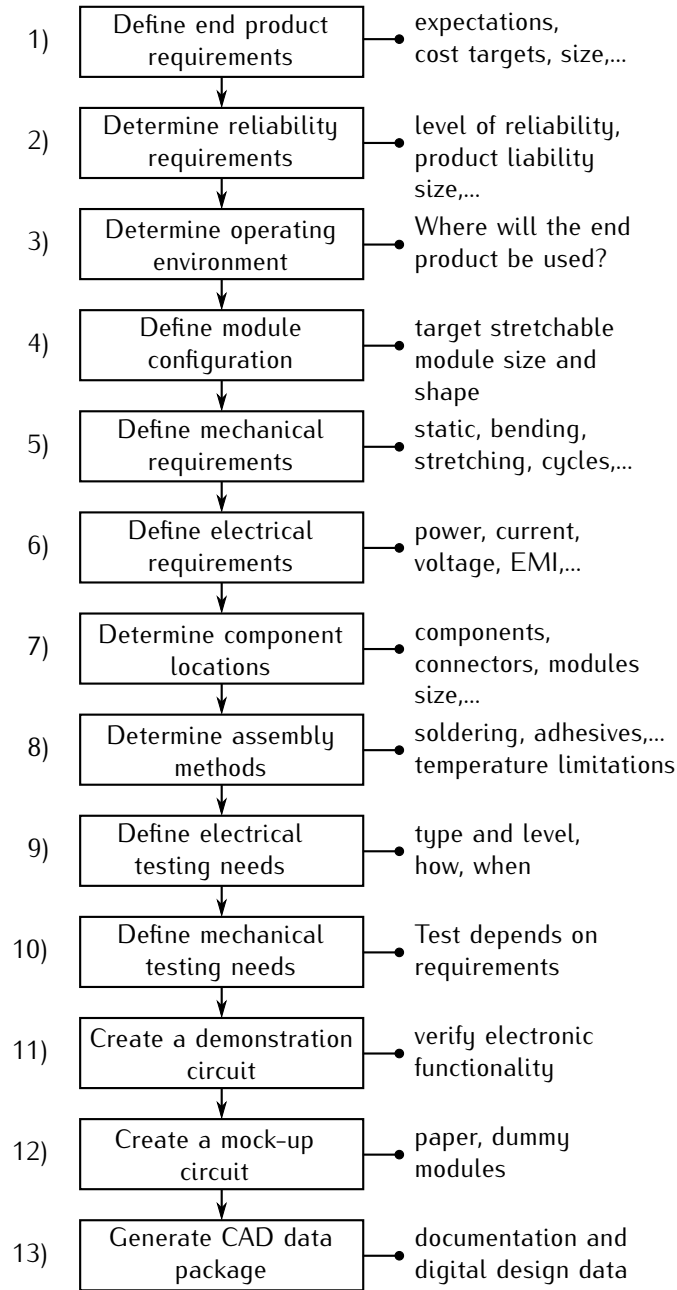 1)
Define end product
requirements
expectations,
cost targets, size,...
2)
Determine reliability
requirements
level of reliability,
product liability
size,...
3)
Determine operating
environment
Where will the end
product be used?
4)
Define module
configuration
target stretchable
module size and
shape
5)
Define mechanical
requirements
static, bending,
stretching, cycles,...
6)
Define electrical
requirements
power, current,
voltage, EMI,...
7)
Determine component
locations
components,
connectors, modules
size,...
8)
Determine assembly
methods
soldering, adhesives,...
temperature limitations
9)
Define electrical
testing needs
type and level,
how, when
10)
Define mechanical
testing needs
Test depends on
requirements
11)
Create a demonstration
circuit
verify electronic
functionality
12)
Create a mock-up
circuit
paper, dummy
modules
13)
Generate CAD data
package
documentation and
digital design data